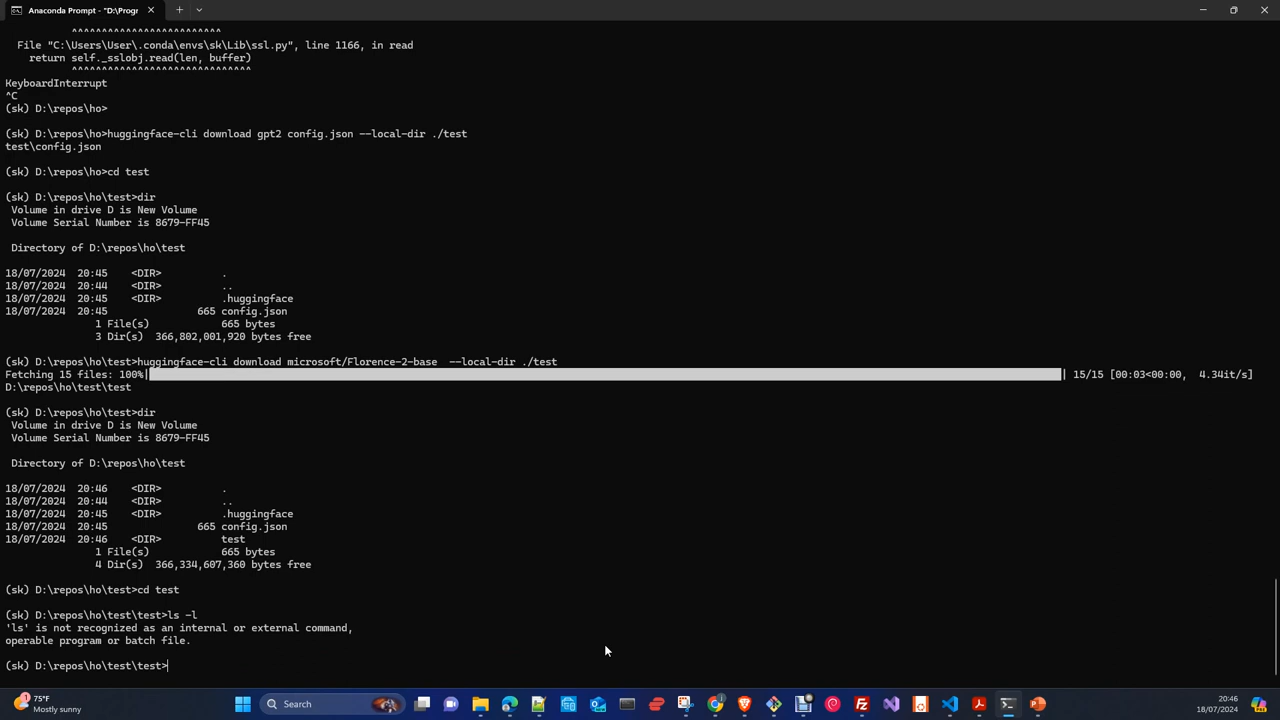 Anaconda Prompt - "D:\Progr
^^^^^^^^^^^^^^^^^^^^^^^^^
File "C:\Users\User\.conda\envs\sk\Lib\ssl.py", line 1166, in read
return self._sslobj.read(len, buffer)
^^^^^^^^^^^^^^^^^^^^^^^^^^^^^^
KeyboardInterrupt
^C
(sk) D:\repos\ho>
(sk) D:\repos\ho>huggingface-cli download gpt2 config.json --local-dir ./test
test\config.json
(sk) D:\repos\ho>cd test
(sk) D:\repos\ho\test>dir
Volume in drive D is New Volume
Volume Serial Number is 8679-FF45
Directory of D:\repos\ho\test
18/07/2024  20:45    <DIR>          .
18/07/2024  20:44    <DIR>          ..
18/07/2024  20:45    <DIR>          .huggingface
18/07/2024  20:45               665 config.json
1 File(s)            665 bytes
3 Dir(s)  366,802,001,920 bytes free
(sk) D:\repos\ho\test>huggingface-cli download microsoft/Florence-2-base  --local-dir ./test
Fetching 15 files: 100%| | 15/15 [00:03<00:00,  4.34it/s]
D:\repos\ho\test\test
(sk) D:\repos\ho\test>dir
Volume in drive D is New Volume
Volume Serial Number is 8679-FF45
Directory of D:\repos\ho\test
18/07/2024  20:46    <DIR>          .
18/07/2024  20:44    <DIR>          ..
18/07/2024  20:45    <DIR>          .huggingface
18/07/2024  20:45               665 config.json
18/07/2024  20:46    <DIR>          test
1 File(s)            665 bytes
4 Dir(s)  366,334,607,360 bytes free
(sk) D:\repos\ho\test>cd test
(sk) D:\repos\ho\test\test>ls -l
'ls' is not recognized as an internal or external command,
operable program or batch file.
(sk) D:\repos\ho\test\test>
1
75°F
Mostly sunny
Search
20:46
18/07/2024